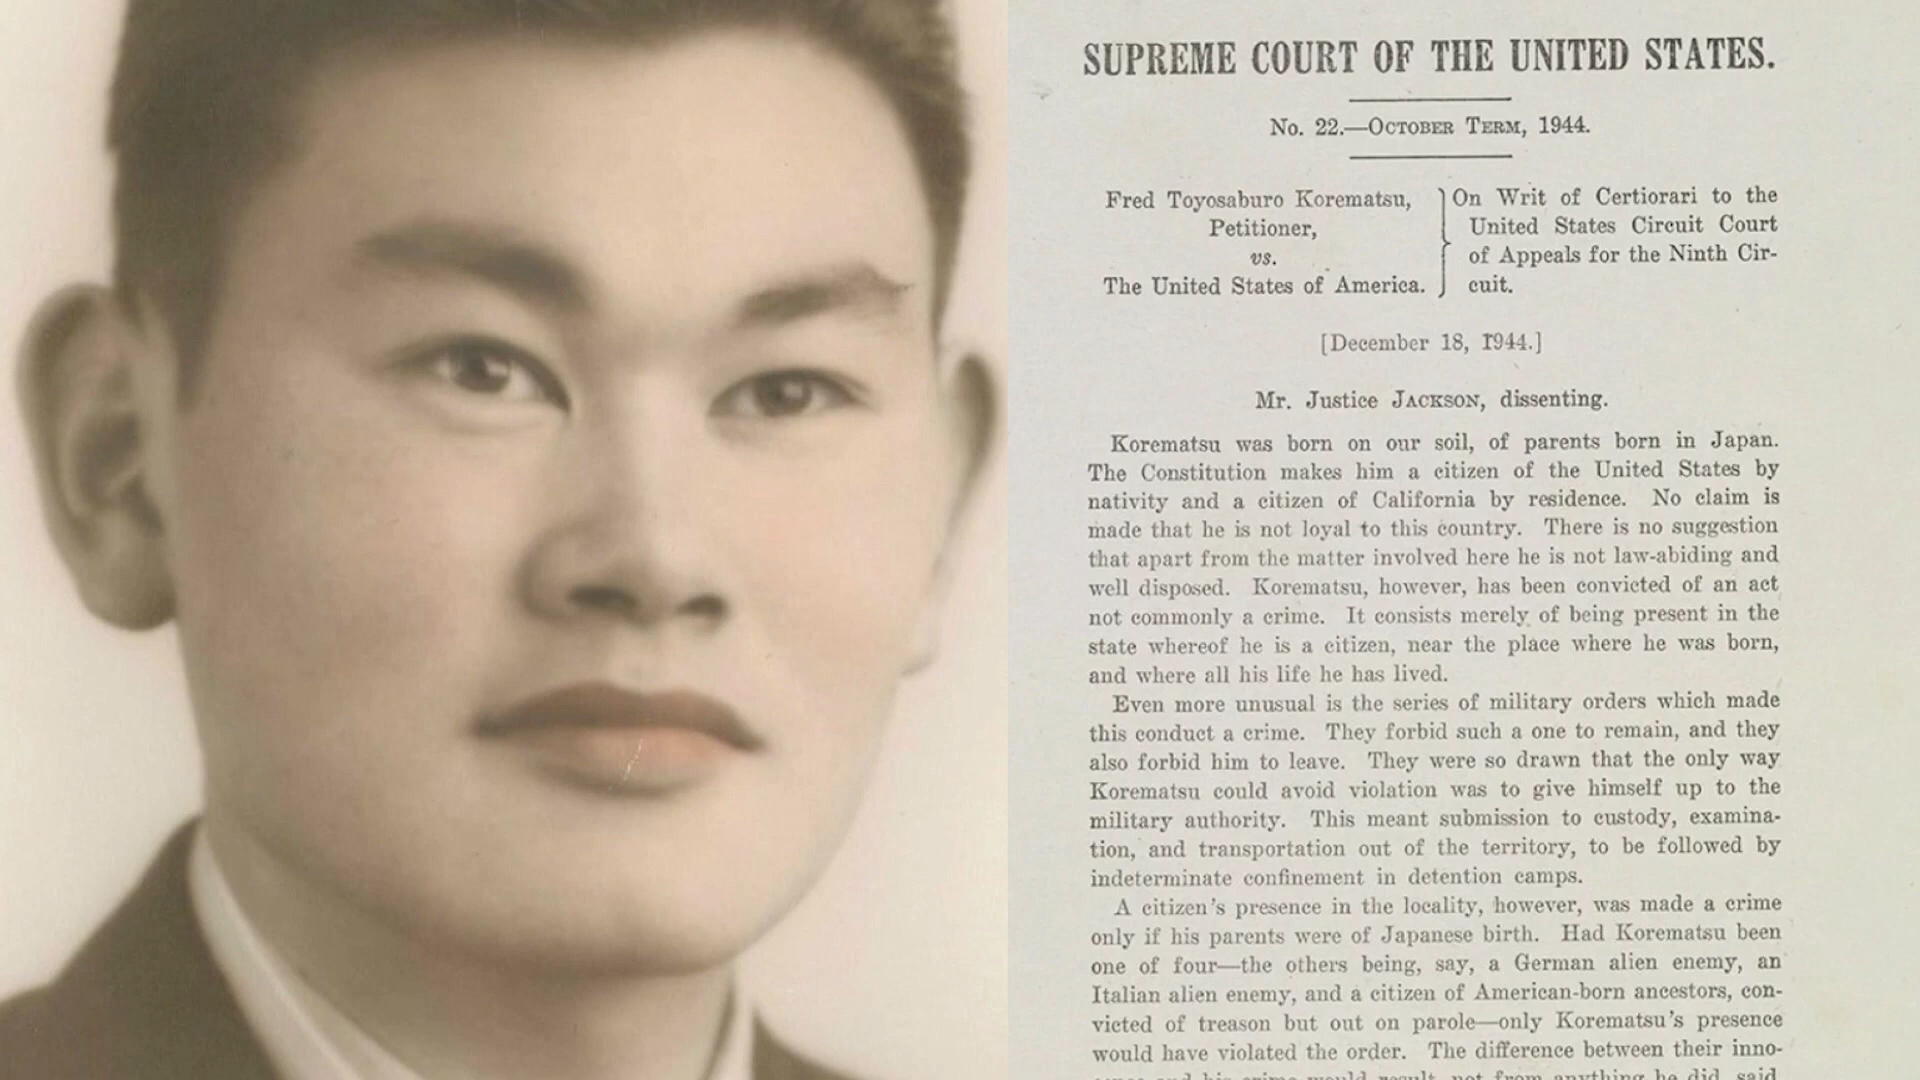 SUPREME COURT OF THE UNITED STATES.
No. 22.—OCTOBER TERM, 1944.
Fred Toyosaburo Korematsu,
Petitioner,
vs.
The United States of America.
On Writ of Certiorari to the
United States Circuit Court
of Appeals for the Ninth Cir-
cuit.
[December 18, 1944.]
Mr. Justice JACKSON, dissenting.
Korematsu was born on our soil, of parents born in Japan.
The Constitution makes him a citizen of the United States by
nativity and a citizen of California by residence. No claim is
made that he is not loyal to this country. There is no suggestion
that apart from the matter involved here he is not law-abiding and
well disposed. Korematsu, however, has been convicted of an act
not commonly a crime. It consists merely of being present in the
state whereof he is a citizen, near the place where he was born,
and where all his life he has lived.
Even more unusual is the series of military orders which made
this conduct a crime. They forbid such a one to remain, and they
also forbid him to leave. They were so drawn that the only way
Korematsu could avoid violation was to give himself up to the
military authority. This meant submission to custody, examina-
tion, and transportation out of the territory, to be followed by
indeterminate confinement in detention camps.
A citizen's presence in the locality, however, was made a crime
only if his parents were of Japanese birth. Had Korematsu been
one of four—the others being, say, a German alien enemy, an
Italian alien enemy, and a citizen of American-born ancestors, con-
victed of treason but out on parole—only Korematsu's presence
would have violated the order. The difference between their inno-